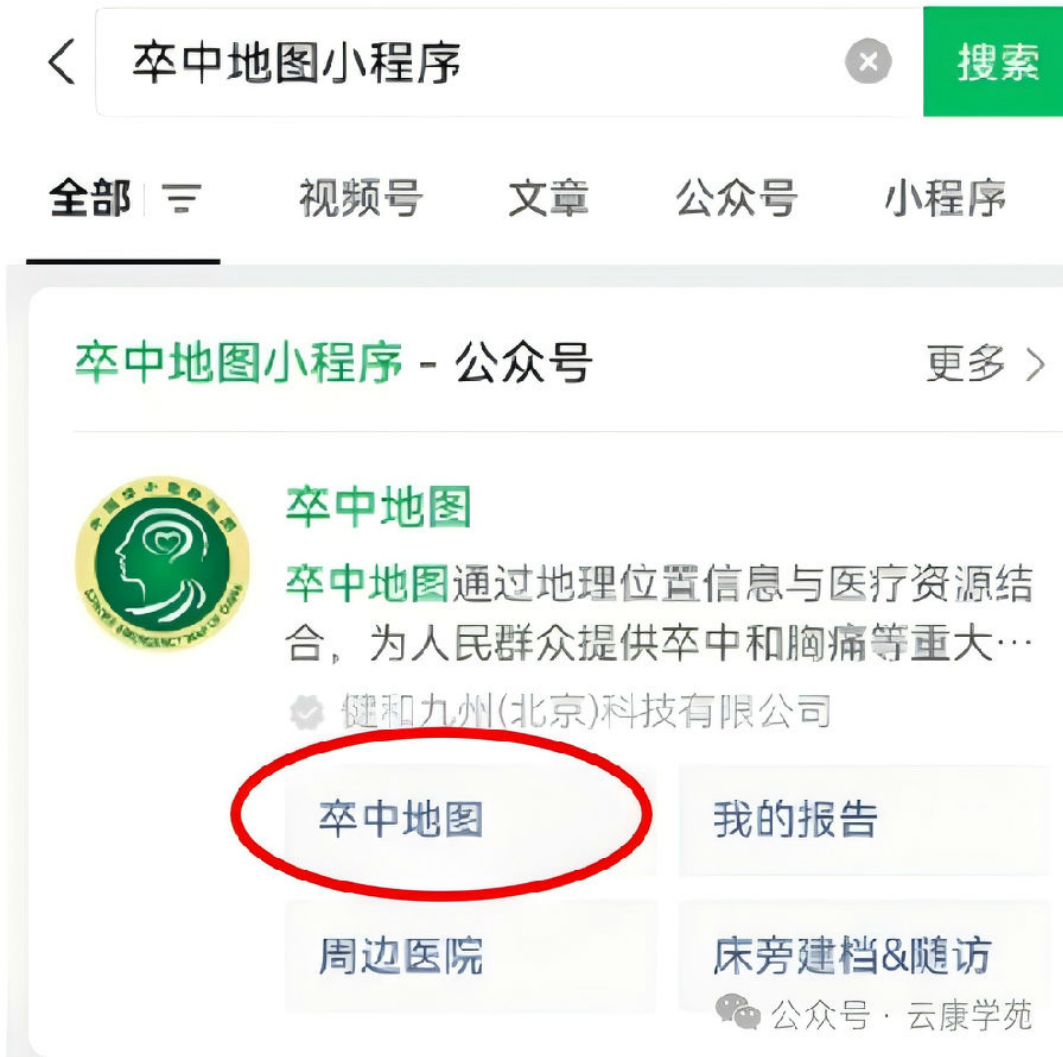 卒中地图小程序
搜索
全部
视频号
文章
公众号
小程序
卒中地图小程序 - 公众号
更多
卒中地图
卒中地图通过地理位置信息与医疗资源结
合，为人民群众提供卒中和胸痛等重大…
健和九州(北京)科技有限公司
卒中地图
我的报告
周边医院
床旁建档&随访
公众号 · 云康学苑